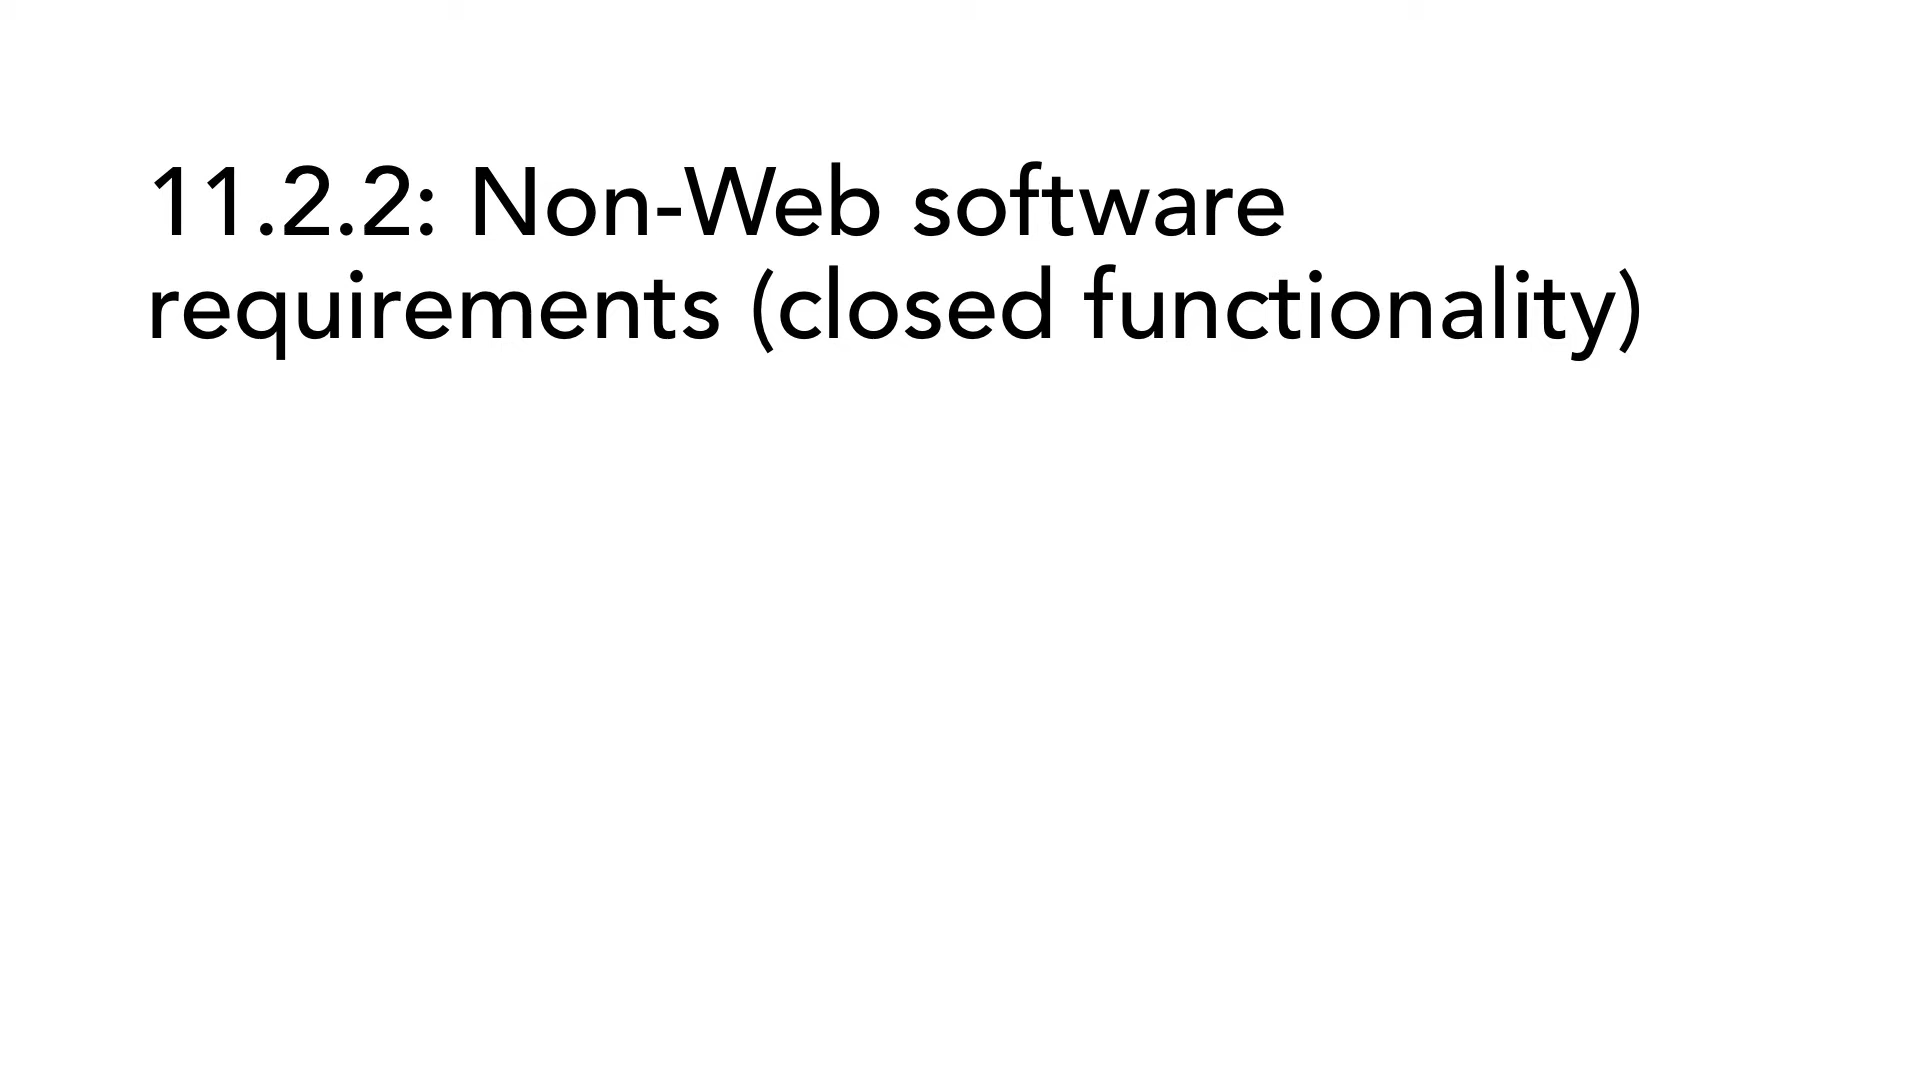 11.2.2: Non-Web software
requirements (closed functionality)